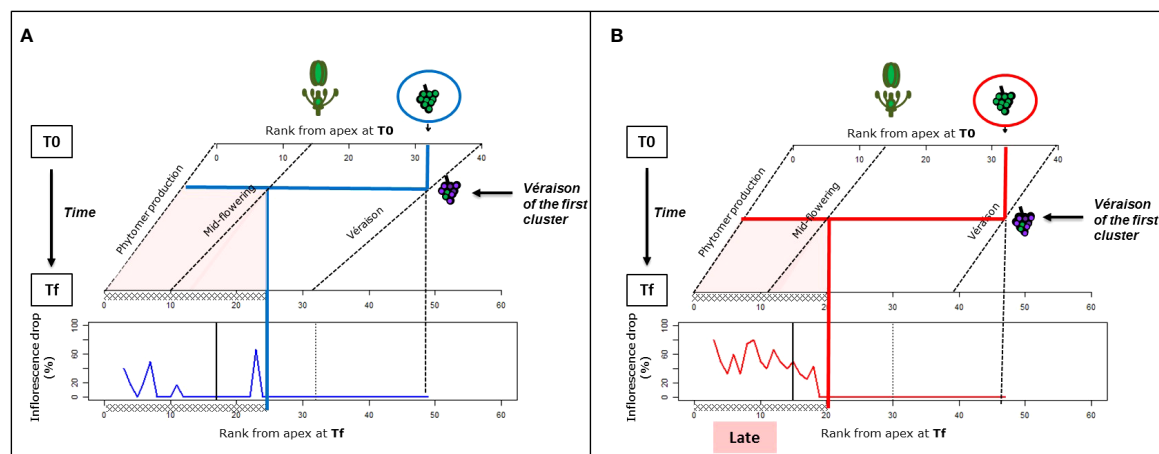 A
Rank from apex at T0
T0
0 10 20 30 40
Phytomer production
Mid-flowering
Véraison
Time
Véraison
of the first
cluster
Tf
0 10 20 30 40 50 60
Inflorescence drop
(%)
0 20 60 100
0 10 20 30 40 50 60
Rank from apex at Tf
B
Rank from apex at T0
T0
0 10 20 30 40
Phytomer production
Mid-flowering
Véraison
Time
Véraison
of the first
cluster
Tf
0 10 20 30 40 50 60
Inflorescence drop
(%)
0 20 60 100
0 10 20 30 40 50 60
Rank from apex at Tf
Late